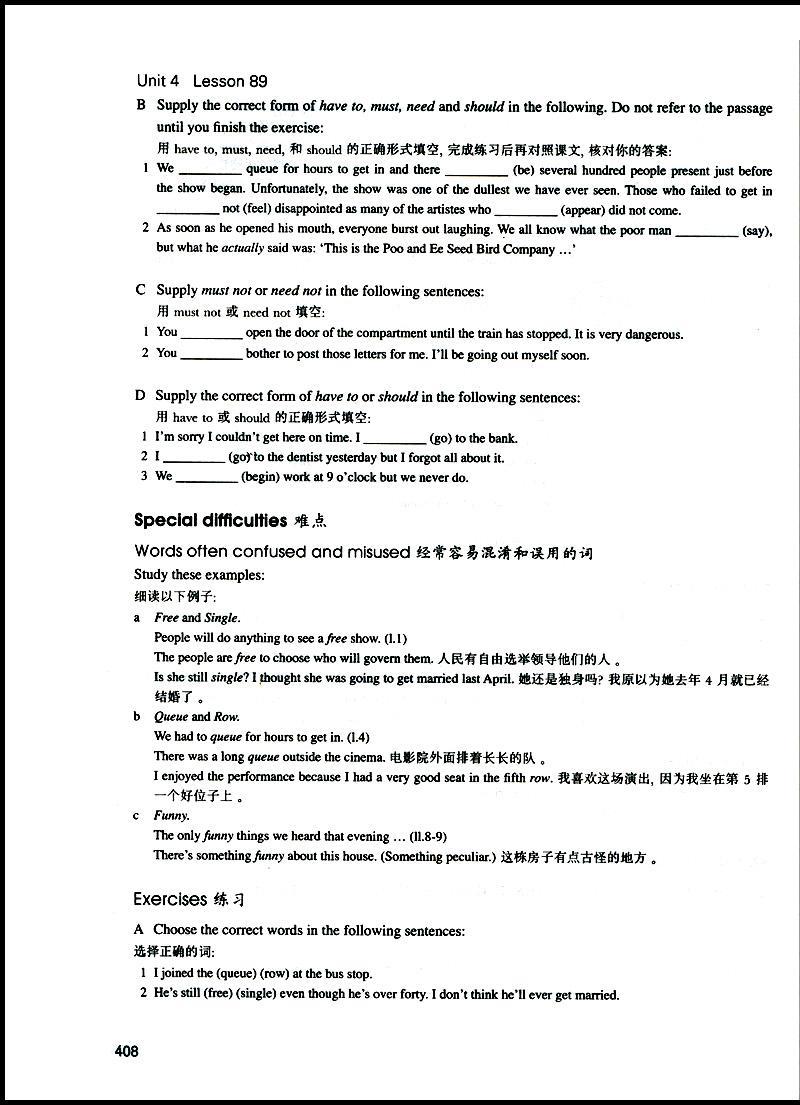 Unit 4 Lesson 89
B Supply the correct form of have to, must, need and should in the following. Do not refer to the passage
until you finish the exercise:
用 have to, must, need, 和 should 的正确形式填空, 完成练习后再对照课文, 核对你的答案:
1 We __________ queue for hours to get in and there __________ (be) several hundred people present just before
the show began. Unfortunately, the show was one of the dullest we have ever seen. Those who failed to get in
__________ not (feel) disappointed as many of the artistes who __________ (appear) did not come.
2 As soon as he opened his mouth, everyone burst out laughing. We all know what the poor man __________ (say),
but what he actually said was: ‘This is the Poo and Ee Seed Bird Company …’
C Supply must not or need not in the following sentences:
用 must not 或 need not 填空:
1 You __________ open the door of the compartment until the train has stopped. It is very dangerous.
2 You __________ bother to post those letters for me. I’ll be going out myself soon.
D Supply the correct form of have to or should in the following sentences:
用 have to 或 should 的正确形式填空:
1 I’m sorry I couldn’t get here on time. I __________ (go) to the bank.
2 I __________ (go) to the dentist yesterday but I forgot all about it.
3 We __________ (begin) work at 9 o’clock but we never do.
Special difficulties 难点
Words often confused and misused 经常容易混淆和误用的词
Study these examples:
细读以下例子:
a Free and Single.
People will do anything to see a free show. (l.1)
The people are free to choose who will govern them. 人民有自由选举领导他们的人 。
Is she still single? I thought she was going to get married last April. 她还是独身吗? 我原以为她去年 4 月就已经
结婚了 。
b Queue and Row.
We had to queue for hours to get in. (l.4)
There was a long queue outside the cinema. 电影院外面排着长长的队 。
I enjoyed the performance because I had a very good seat in the fifth row. 我喜欢这场演出, 因为我坐在第 5 排
一个好位子上 。
c Funny.
The only funny things we heard that evening … (ll.8-9)
There’s something funny about this house. (Something peculiar.) 这栋房子有点古怪的地方 。
Exercises 练习
A Choose the correct words in the following sentences:
选择正确的词:
1 I joined the (queue) (row) at the bus stop.
2 He’s still (free) (single) even though he’s over forty. I don’t think he’ll ever get married.
408